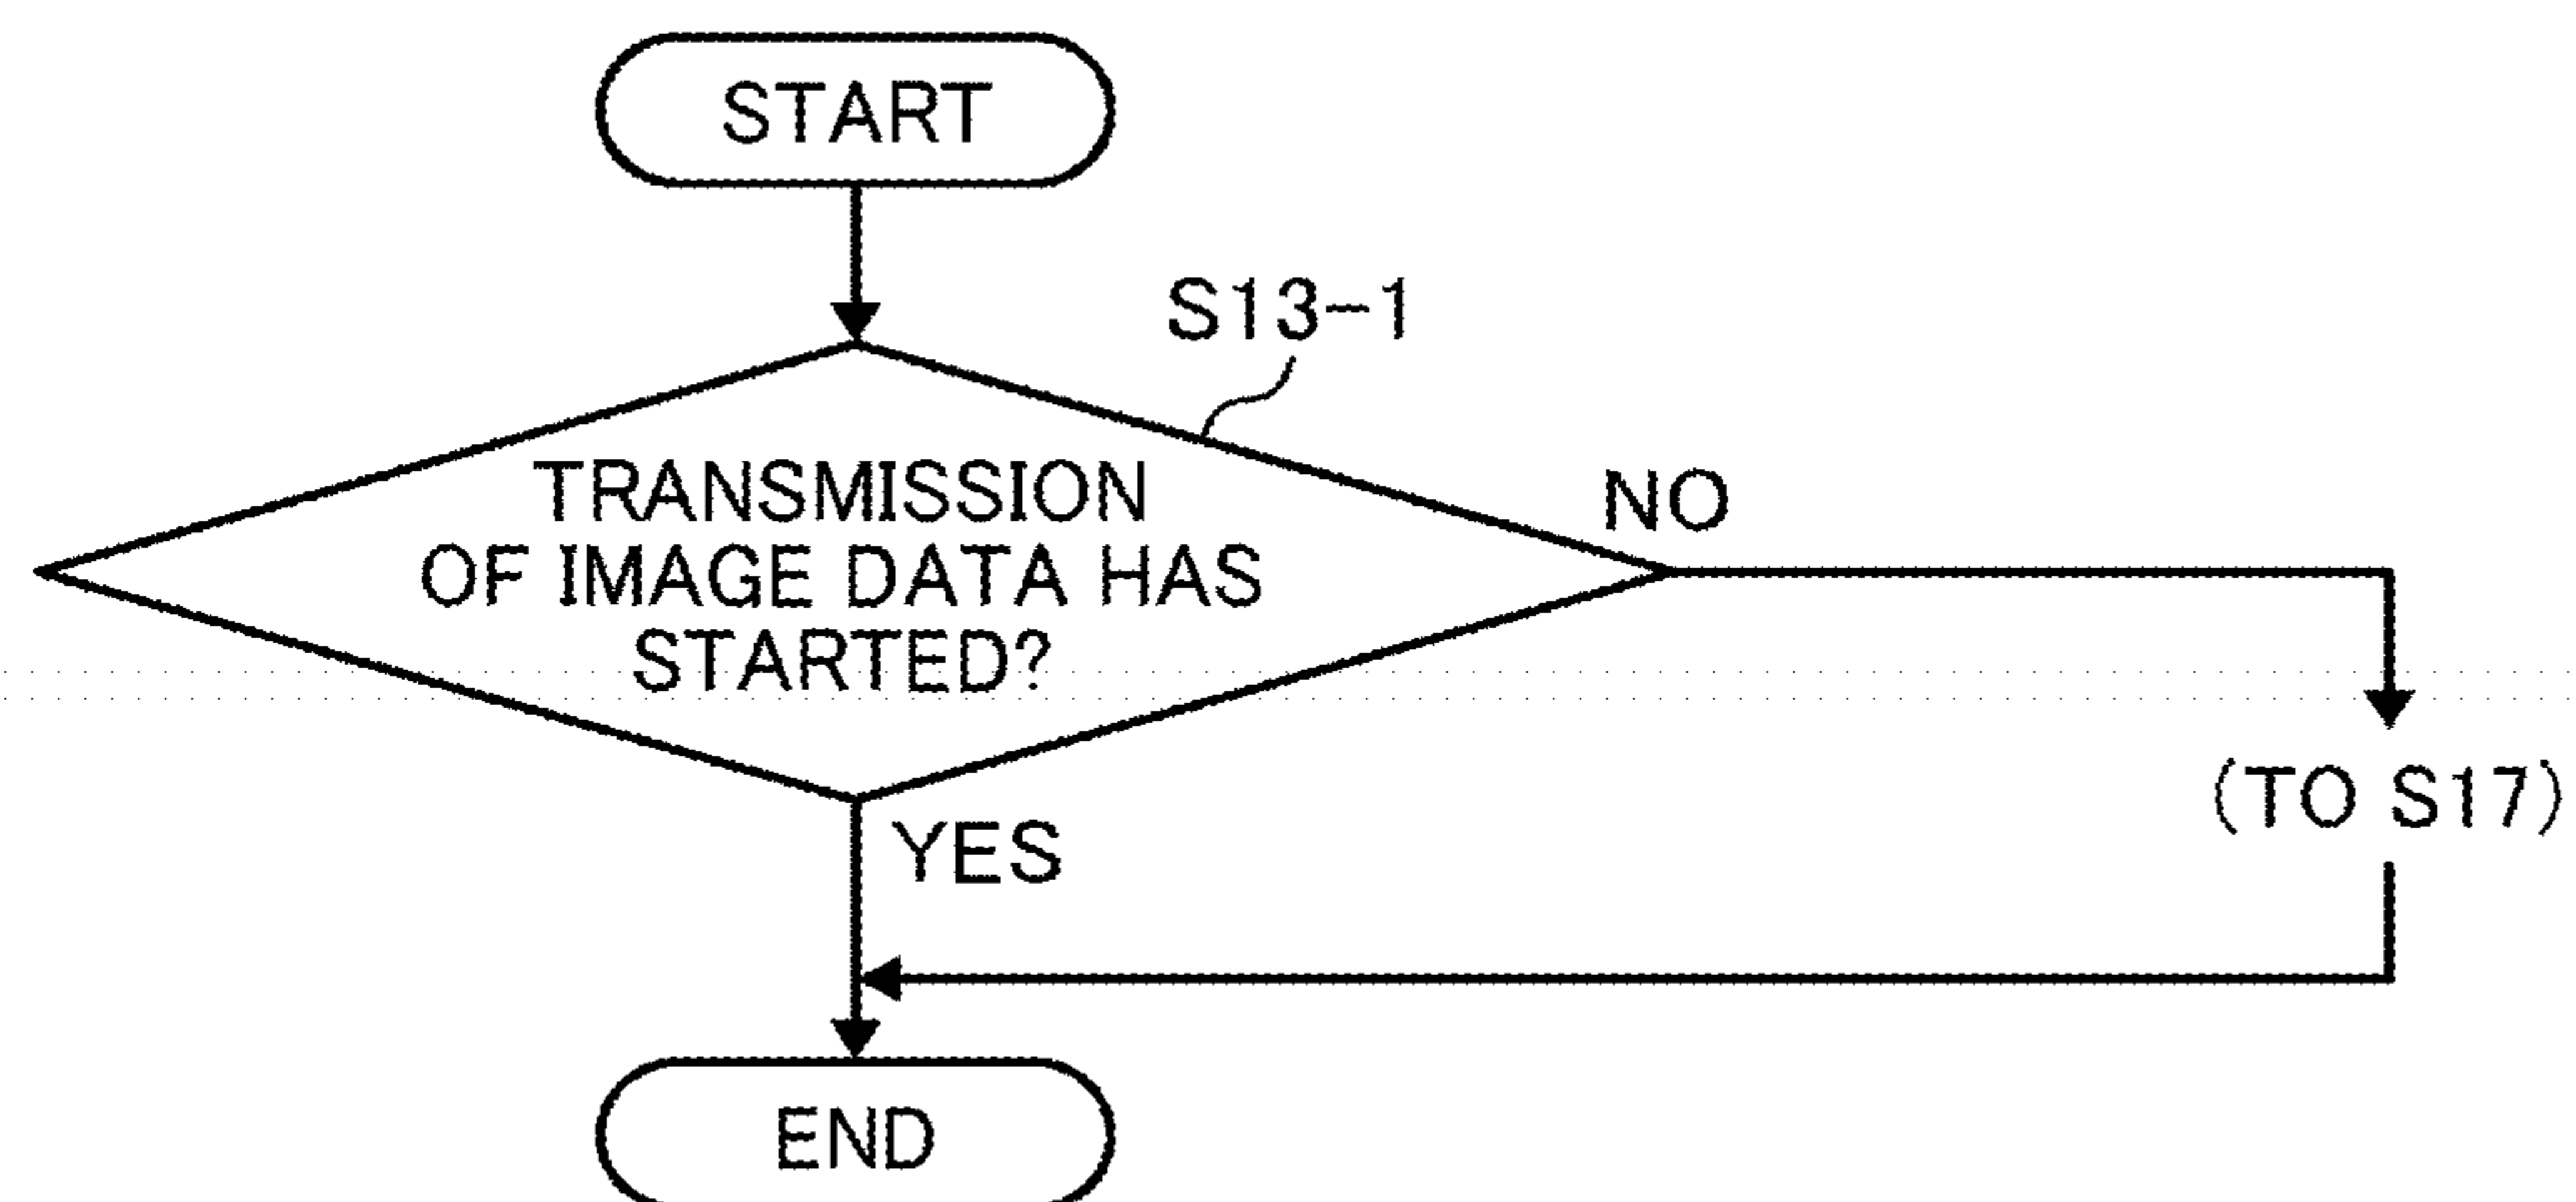 START
S13-1
TRANSMISSION
OF IMAGE DATA HAS
STARTED?
NO
YES
(TO S17)
END